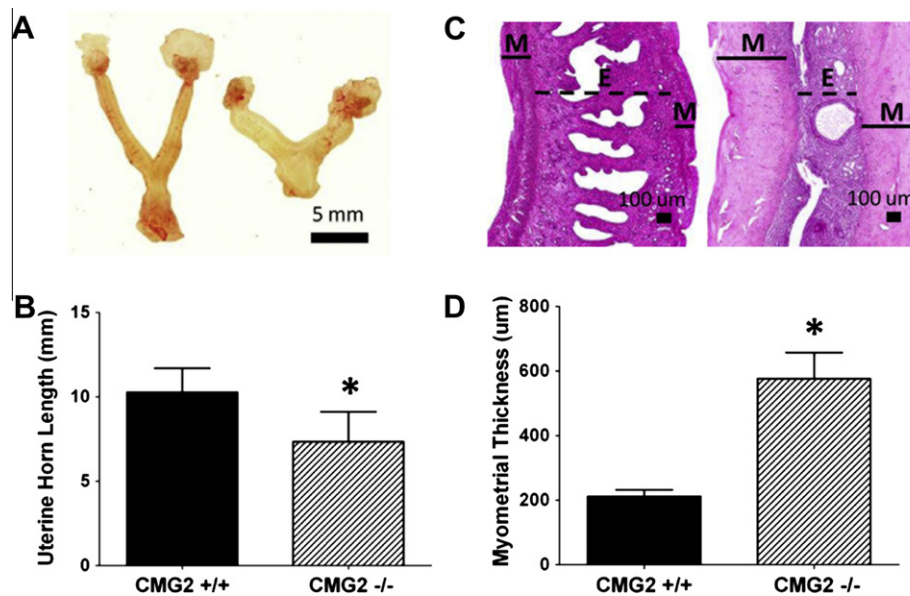 A
5 mm
C
M
E
M
100 um
M
E
M
100 um
B
Uterine Horn Length (mm)
15
10
5
0
*
CMG2 +/+
CMG2 -/-
D
Myometrial Thickness (um)
800
600
400
200
0
*
CMG2 +/+
CMG2 -/-